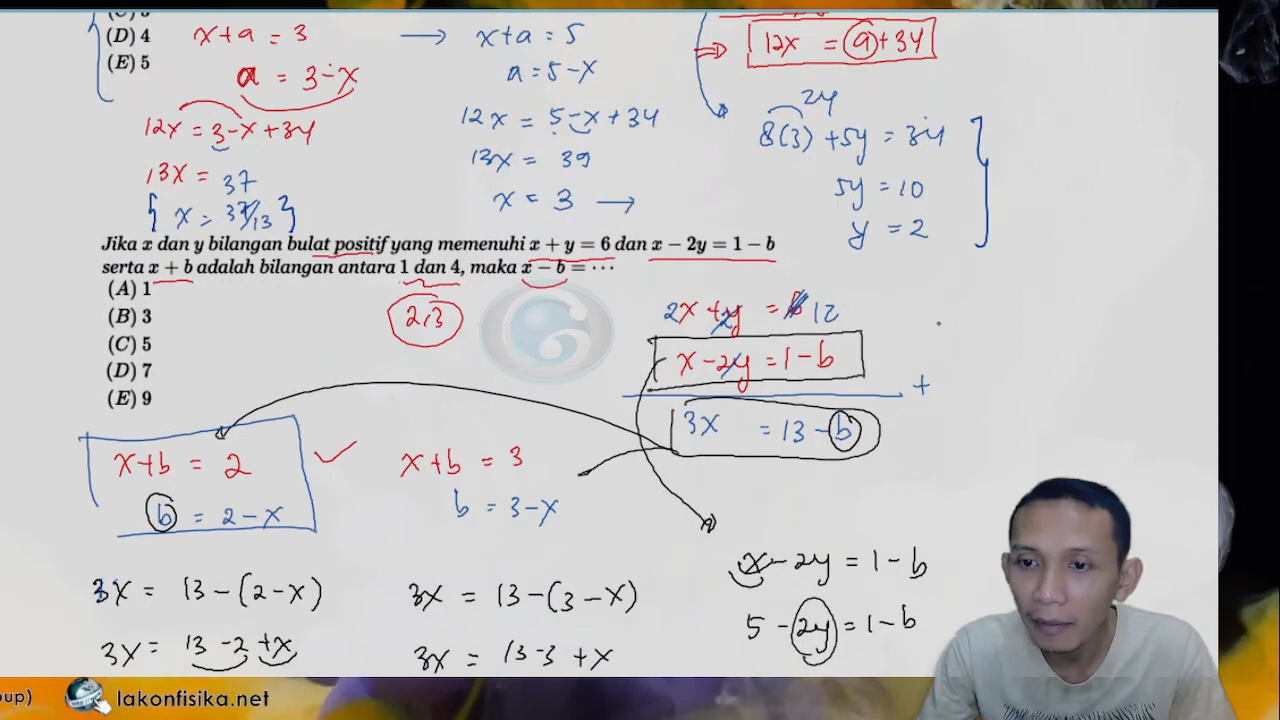 (C) 3
(D) 4
(E) 5
x+a = 3
a = 3-x
12x = 3-x+34
13x = 37
{ x = 37/13 }
→ x+a = 5
a = 5-x
12x = 5-x+34
13x = 39
x = 3 →
⇒ 12x = a+34
24
8(3) +5y = 34
5y = 10
y = 2
Jika x dan y bilangan bulat positif yang memenuhi x + y = 6 dan x − 2y = 1 − b
serta x + b adalah bilangan antara 1 dan 4, maka x − b = ⋯
(A) 1
(B) 3
(C) 5
(D) 7
(E) 9
2,3
2x + 2y = 12
x - 2y = 1 - b
+
3x = 13 - b
x+b = 2 ✓
b = 2 - x
3x = 13 - (2 - x)
3x = 13 - 2 + x
x+b = 3
b = 3 - x
3x = 13 - (3 - x)
3x = 13 - 3 + x
x - 2y = 1 - b
5 - 2y = 1 - b
oup)
lakonfisika.net